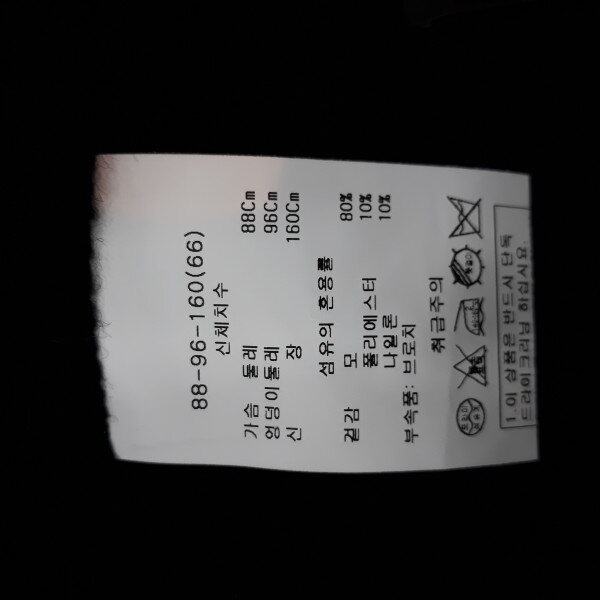 88-96-160(66)
신체치수
가슴 둘레 88Cm
엉덩이둘레 96Cm
신 장 160Cm
섬유의 혼용률
겉감 모 80%
폴리에스터 10%
나일론 10%
부속품: 브로치
취급주의
1.이 상품은 반드시 단독
드라이크리닝 하십시요.